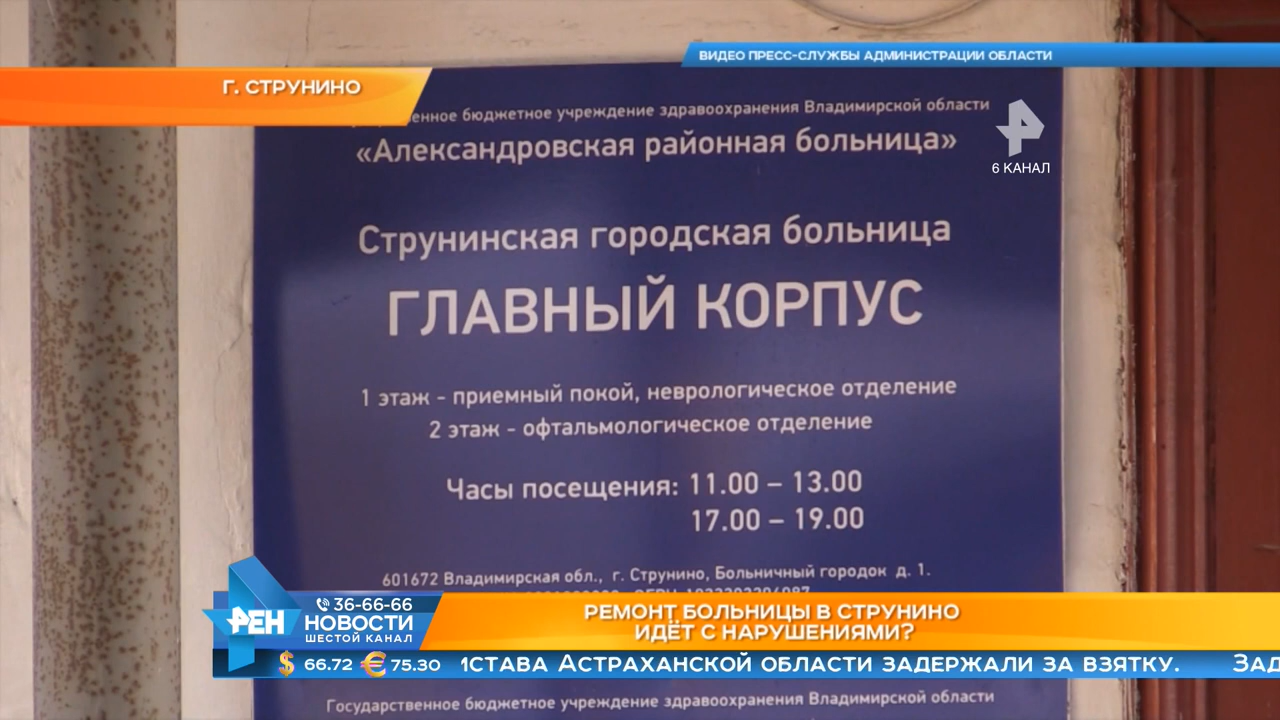 ВИДЕО ПРЕСС-СЛУЖБЫ АДМИНИСТРАЦИИ ОБЛАСТИ
Г. СТРУНИНО
бюджетное учреждение здравоохранения Владимирской области
«Александровская районная больница»
6 КАНАЛ
Струнинская городская больница
ГЛАВНЫЙ КОРПУС
1 этаж - приемный покой, неврологическое отделение
2 этаж - офтальмологическое отделение
Часы посещения: 11.00 – 13.00
17.00 – 19.00
601672 Владимирская обл., г. Струнино, Больничный городок д. 1.
РЕМОНТ БОЛЬНИЦЫ В СТРУНИНО
ИДЁТ С НАРУШЕНИЯМИ?
РЕН
36-66-66
НОВОСТИ
ШЕСТОЙ КАНАЛ
$ 66.72 € 75.30 ИСТАВА АСТРАХАНСКОЙ ОБЛАСТИ ЗАДЕРЖАЛИ ЗА ВЗЯТКУ. ЗАД
Государственное бюджетное учреждение здравоохранения Владимирской области